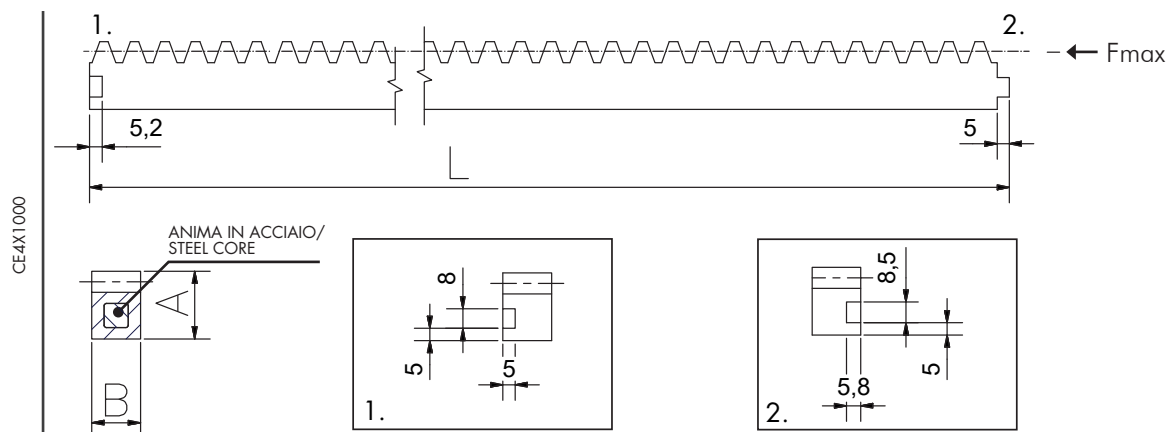 1.
2.
Fmax
5,2
5
L
CE4X1000
ANIMA IN ACCIAIO/
STEEL CORE
A
B
8
5
5
1.
8,5
5
5,8
2.